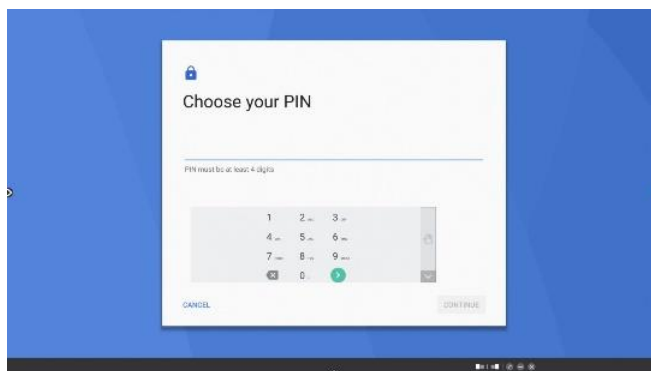 Choose your PIN
PIN must be at least 4 digits
1 2 3
4 5 6
7 8 9
0
CANCEL
CONTINUE